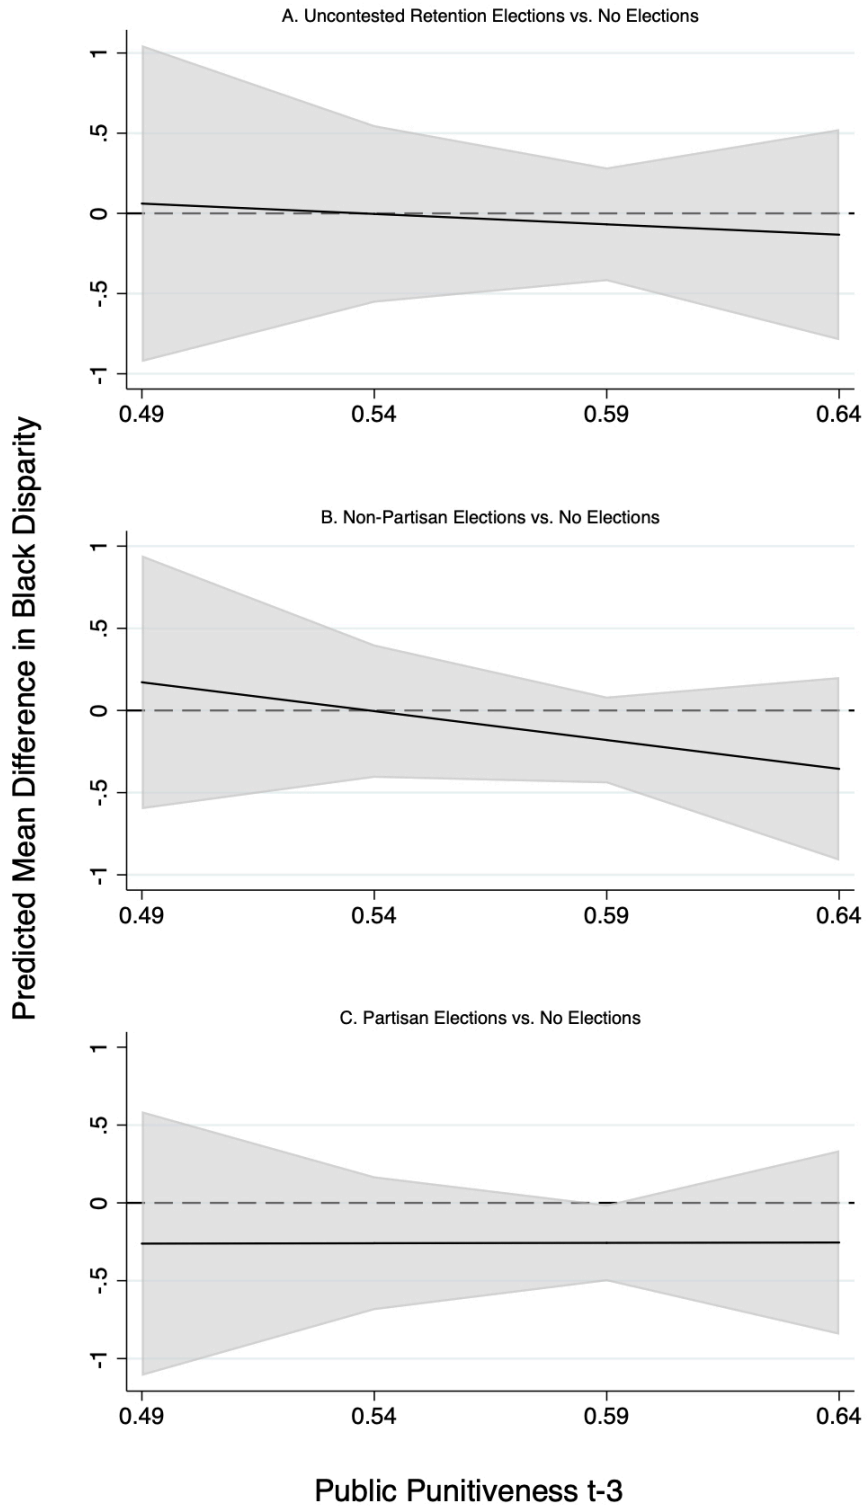 Predicted Mean Difference in Black Disparity
A. Uncontested Retention Elections vs. No Elections
1
.5
0
-.5
-1
0.49 0.54 0.59 0.64
B. Non-Partisan Elections vs. No Elections
1
.5
0
-.5
-1
0.49 0.54 0.59 0.64
C. Partisan Elections vs. No Elections
1
.5
0
-.5
-1
0.49 0.54 0.59 0.64
Public Punitiveness t-3